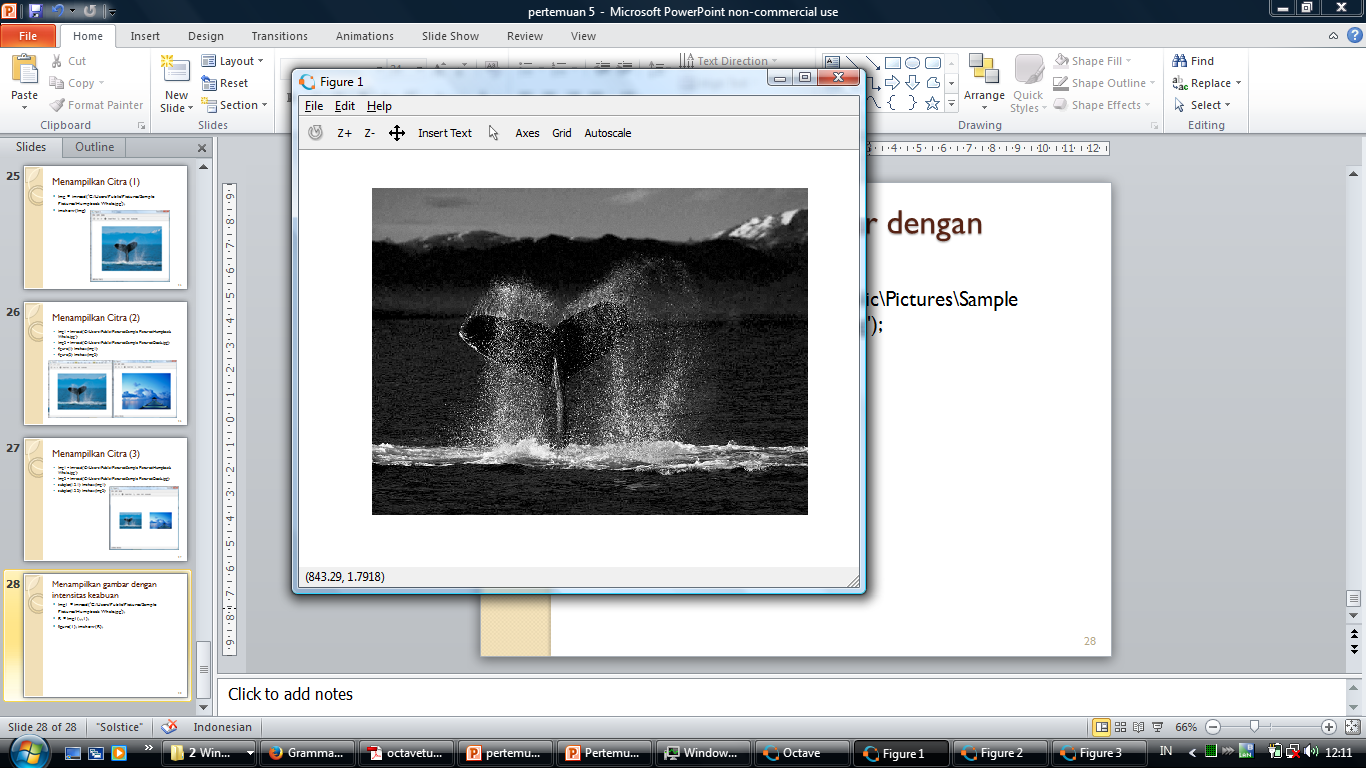 pertemuan 5 - Microsoft PowerPoint non-commercial use
File Home Insert Design Transitions Animations Slide Show Review View
Paste
Cut
Copy
Format Painter
Clipboard
New Slide
Layout
Reset
Section
Slides
Text Direction
Arrange
Quick Styles
Shape Fill
Shape Outline
Shape Effects
Drawing
Find
Replace
Select
Editing
Slides Outline
25
Menampilkan Citra (1)
26
Menampilkan Citra (2)
27
Menampilkan Citra (3)
28
Menampilkan gambar dengan
intensitas keabuan
Figure 1
File Edit Help
Z+ Z- Insert Text Axes Grid Autoscale
(843.29, 1.7918)
r dengan
ic\Pictures\Sample
');
28
Click to add notes
Slide 28 of 28 "Solstice" Indonesian 66%
2 Win... Gramma... octavetu... pertemu... Pertemu... Window... Octave Figure 1 Figure 2 Figure 3 IN 12:11